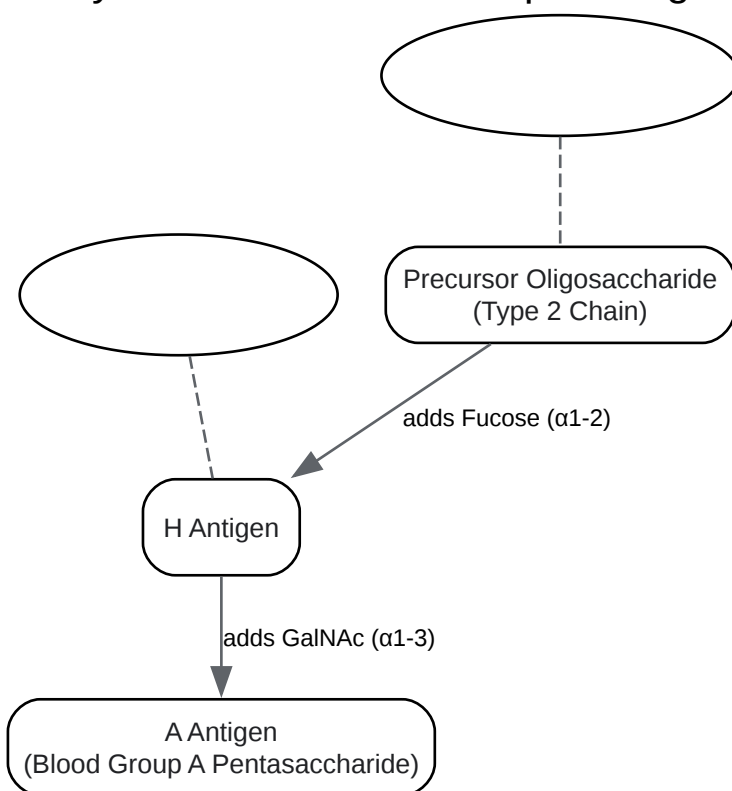 Precursor Oligosaccharide
(Type 2 Chain)
adds Fucose (α1-2)
H Antigen
adds GalNAc (α1-3)
A Antigen
(Blood Group A Pentasaccharide)